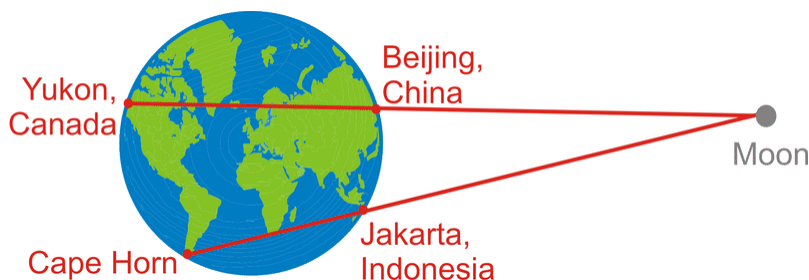 Yukon,
Canada
Beijing,
China
Moon
Cape Horn
Jakarta,
Indonesia